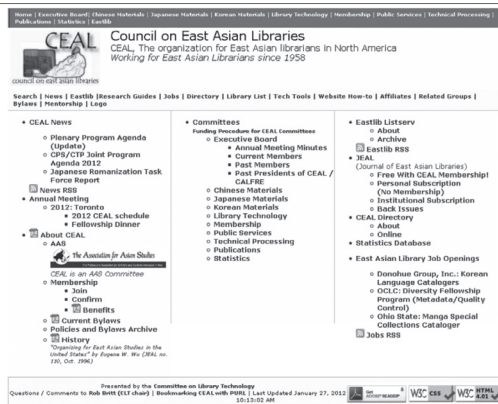 Home | Executive Board| Chinese Materials | Japanese Materials | Korean Materials | Library Technology | Membership | Public Services | Technical Processing |
Publications | Statistics | Eastlib
CEAL
council on east asian libraries
Council on East Asian Libraries
CEAL, The organization for East Asian librarians in North America
Working for East Asian Librarians since 1958
Search | News | Eastlib |Research Guides | Jobs | Directory | Library List | Tech Tools | Website How-to | Affiliates | Related Groups |
Bylaws | Mentorship | Logo
CEAL News
Plenary Program Agenda
(Update)
CPS/CTP Joint Program
Agenda 2012
Japanese Romanization Task
Force Report
News RSS
Annual Meeting
2012: Toronto
2012 CEAL schedule
Fellowship Dinner
About CEAL
AAS
The Association for Asian Studies
CEAL is an AAS Committee
Membership
Join
Confirm
Benefits
Current Bylaws
Policies and Bylaws Archive
History
"Organizing for East Asian Studies in the
United States" by Eugene W. Wu (JEAL no.
110, Oct. 1996)
Committees
Funding Procedure for CEAL Committees
Executive Board
Annual Meeting Minutes
Current Members
Past Members
Past Presidents of CEAL /
GALFRE
Chinese Materials
Japanese Materials
Korean Materials
Library Technology
Membership
Public Services
Technical Processing
Publications
Statistics
Eastlib Listserv
About
Archive
Eastlib RSS
JEAL
(Journal of East Asian Libraries)
Free With CEAL Membership!
Personal Subscription
(No Membership)
Institutional Subscription
Back Issues
CEAL Directory
About
Online
Statistics Database
East Asian Library Job Openings
Donohue Group, Inc.: Korean
Language Catalogers
OCLC: Diversity Fellowship
Program (Metadata/Quality
Control)
Ohio State: Manga Special
Collections Cataloger
Jobs RSS
Presented by the Committee on Library Technology
Questions / Comments to Rob Britt (CLT chair) | Bookmarking CEAL with PURL | Last Updated January 27, 2012
10:13:02 AM
Get
ADOBE READER
W3C CSS
W3C HTML
4.01